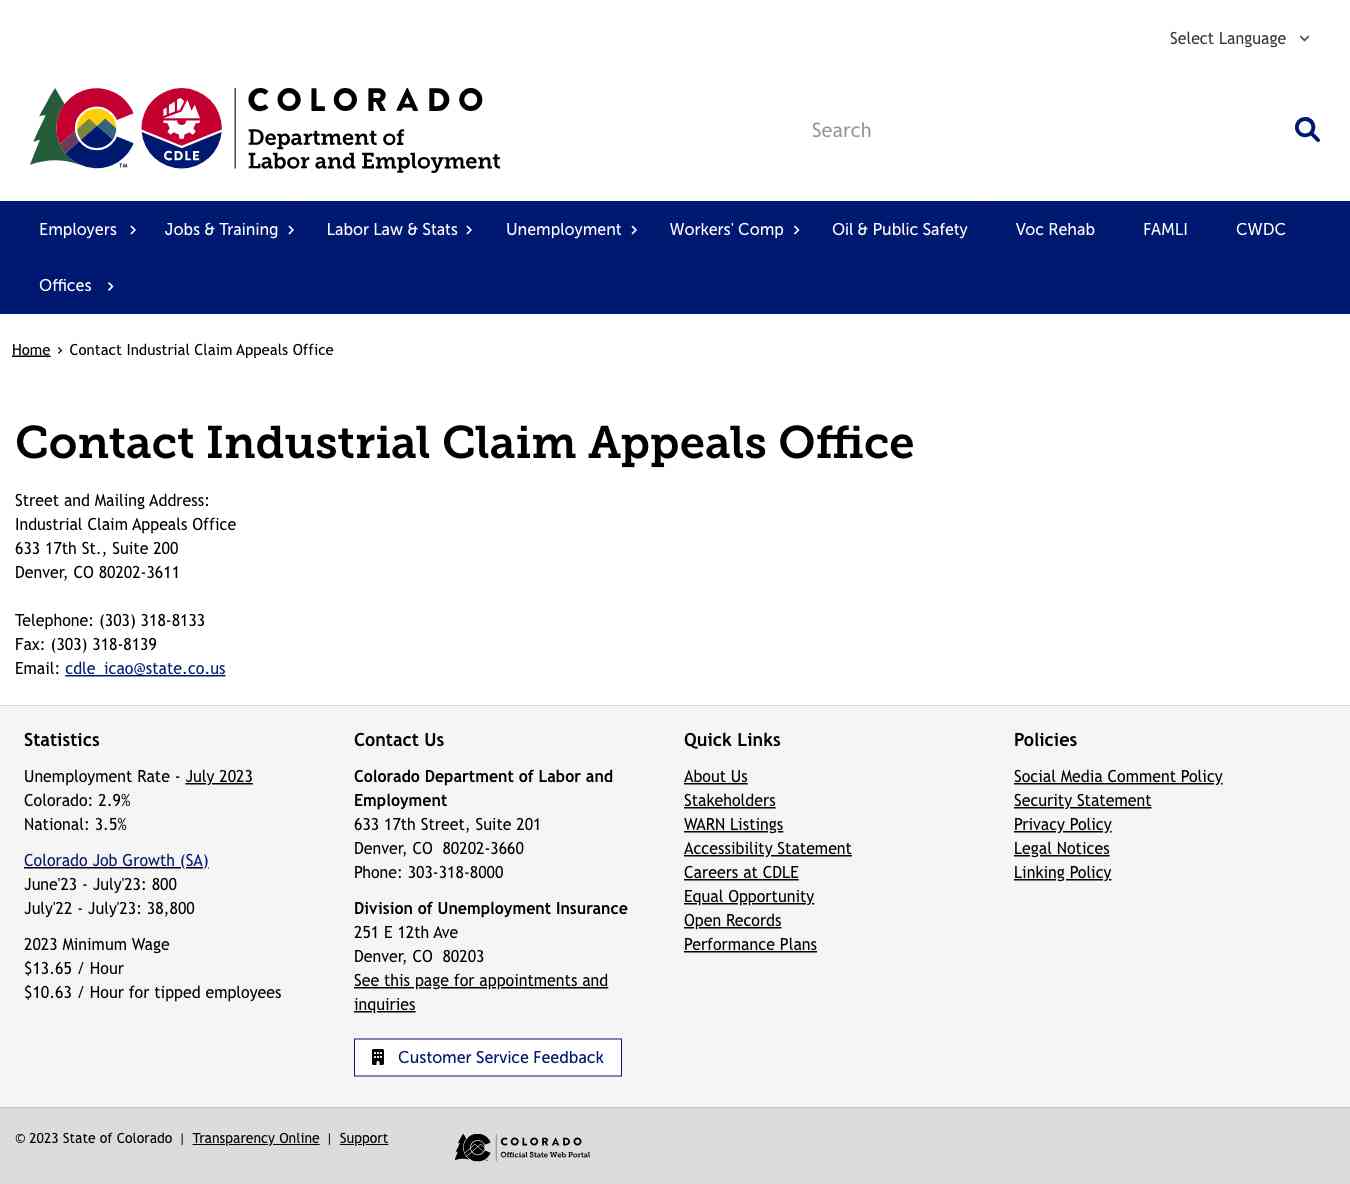 Select Language
CDLE
TM
COLORADO
Department of
Labor and Employment
Search
Employers
Jobs & Training
Labor Law & Stats
Unemployment
Workers' Comp
Oil & Public Safety
Voc Rehab
FAMLI
CWDC
Offices
Home › Contact Industrial Claim Appeals Office
Contact Industrial Claim Appeals Office
Street and Mailing Address:
Industrial Claim Appeals Office
633 17th St., Suite 200
Denver, CO 80202-3611
Telephone: (303) 318-8133
Fax: (303) 318-8139
Email: cdle_icao@state.co.us
Statistics
Unemployment Rate - July 2023
Colorado: 2.9%
National: 3.5%
Colorado Job Growth (SA)
June'23 - July'23: 800
July'22 - July'23: 38,800
2023 Minimum Wage
$13.65 / Hour
$10.63 / Hour for tipped employees
Contact Us
Colorado Department of Labor and
Employment
633 17th Street, Suite 201
Denver, CO  80202-3660
Phone: 303-318-8000
Division of Unemployment Insurance
251 E 12th Ave
Denver, CO  80203
See this page for appointments and
inquiries
Customer Service Feedback
Quick Links
About Us
Stakeholders
WARN Listings
Accessibility Statement
Careers at CDLE
Equal Opportunity
Open Records
Performance Plans
Policies
Social Media Comment Policy
Security Statement
Privacy Policy
Legal Notices
Linking Policy
© 2023 State of Colorado | Transparency Online | Support
COLORADO
Official State Web Portal